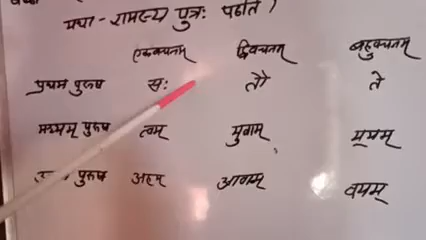 यथा - रामस्य पुत्रः पठति ।
एकवचनम् द्विवचनम् बहुवचनम्
प्रथम पुरुष सः तौ ते
मध्यम् पुरुष त्वम् युवाम् यूयम्
पुरुष अहम् आवाम् वयम्